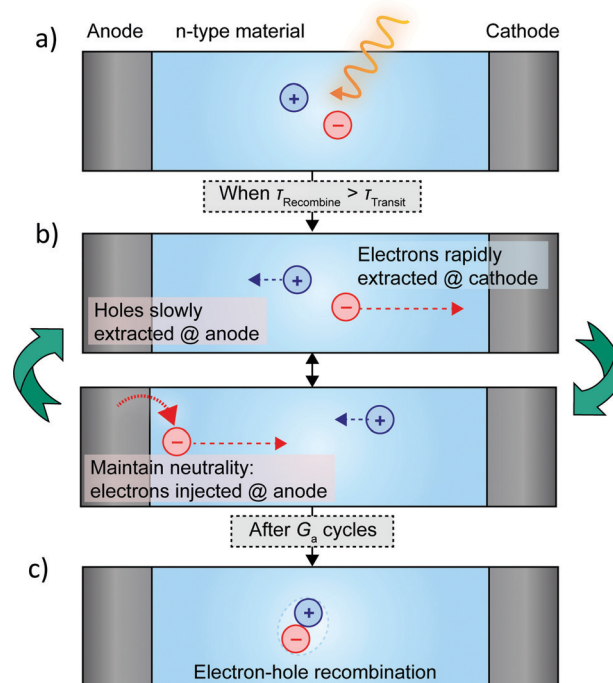 a)
Anode n-type material Cathode
+
−
When τRecombine > τTransit
b)
Electrons rapidly
extracted @ cathode
+
−
Holes slowly
extracted @ anode
+
−
Maintain neutrality:
electrons injected @ anode
After Ga cycles
c)
+
−
Electron-hole recombination